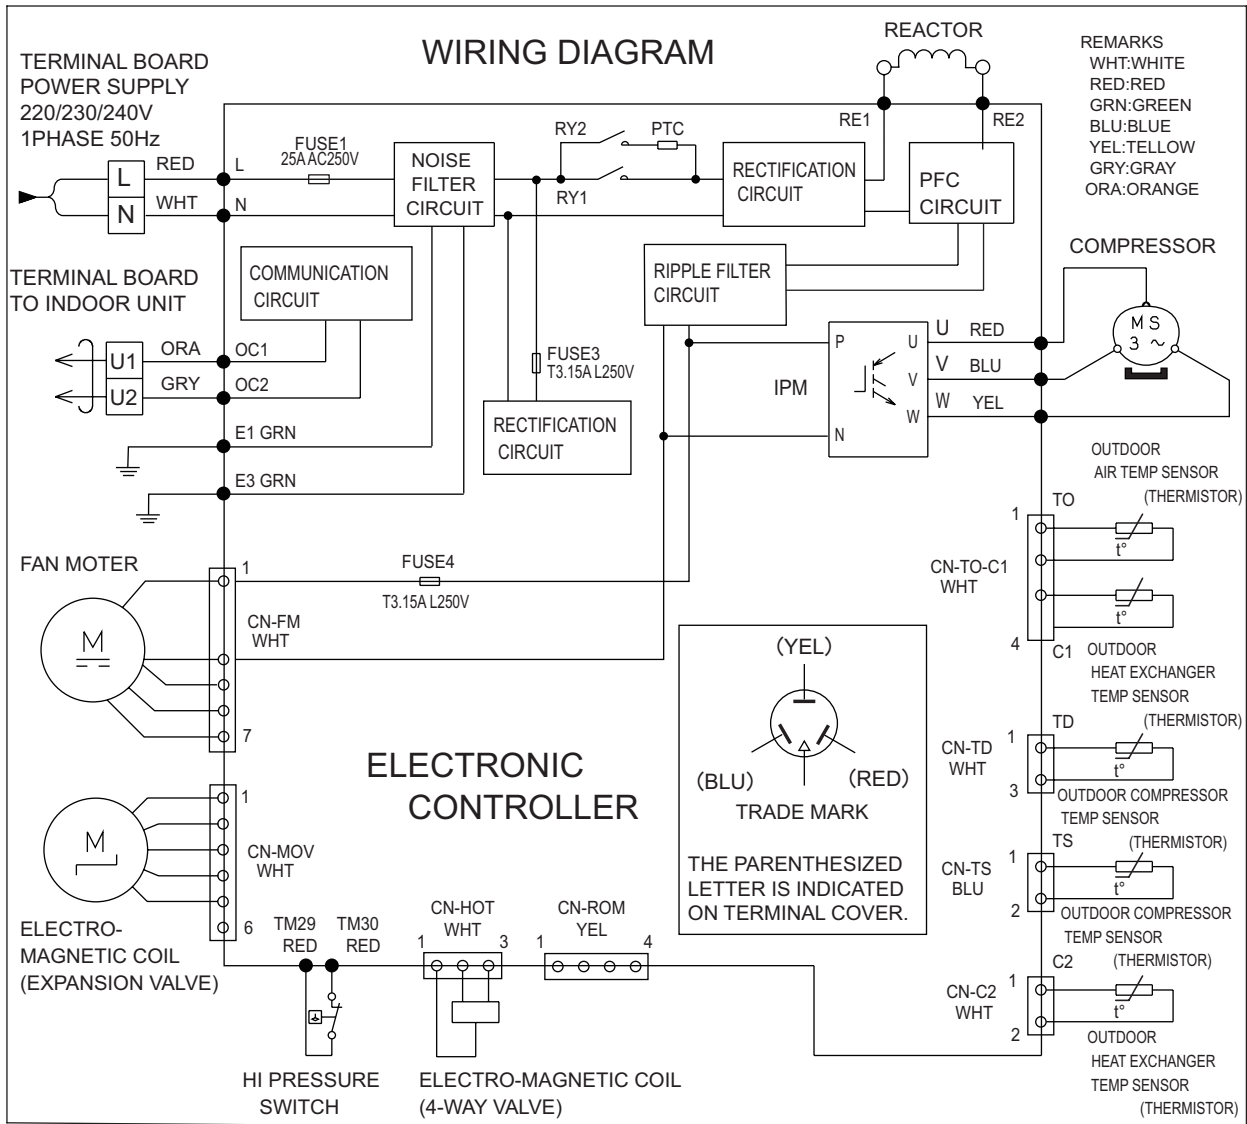 WIRING DIAGRAM
TERMINAL BOARD
POWER SUPPLY
220/230/240V
1PHASE 50Hz
REACTOR
REMARKS
WHT:WHITE
RED:RED
GRN:GREEN
BLU:BLUE
YEL:TELLOW
GRY:GRAY
ORA:ORANGE
RE1
RE2
L
RED
L
FUSE1
25A AC250V
NOISE
FILTER
CIRCUIT
RY2
PTC
RY1
RECTIFICATION
CIRCUIT
PFC
CIRCUIT
N
WHT
N
TERMINAL BOARD
TO INDOOR UNIT
COMMUNICATION
CIRCUIT
RIPPLE FILTER
CIRCUIT
COMPRESSOR
M S
3 ~
U1
ORA
OC1
U2
GRY
OC2
FUSE3
T3.15A L250V
RECTIFICATION
CIRCUIT
IPM
P
N
U
V
W
U RED
V BLU
W YEL
E1 GRN
E3 GRN
OUTDOOR
AIR TEMP SENSOR
(THERMISTOR)
TO
1
t°
CN-TO-C1
WHT
t°
4
C1
OUTDOOR
HEAT EXCHANGER
TEMP SENSOR
(THERMISTOR)
FAN MOTER
M
1
CN-FM
WHT
7
FUSE4
T3.15A L250V
(YEL)
(BLU)
(RED)
TRADE MARK
THE PARENTHESIZED
LETTER IS INDICATED
ON TERMINAL COVER.
TD
1
CN-TD
WHT
t°
3
OUTDOOR COMPRESSOR
TEMP SENSOR
(THERMISTOR)
ELECTRONIC
CONTROLLER
M
1
CN-MOV
WHT
6
ELECTRO-
MAGNETIC COIL
(EXPANSION VALVE)
TS
1
CN-TS
BLU
t°
2
OUTDOOR COMPRESSOR
TEMP SENSOR
(THERMISTOR)
TM29
RED
TM30
RED
CN-HOT
WHT
1
3
CN-ROM
YEL
1
4
C2
1
CN-C2
WHT
t°
2
OUTDOOR
HEAT EXCHANGER
TEMP SENSOR
(THERMISTOR)
HI PRESSURE
SWITCH
ELECTRO-MAGNETIC COIL
(4-WAY VALVE)